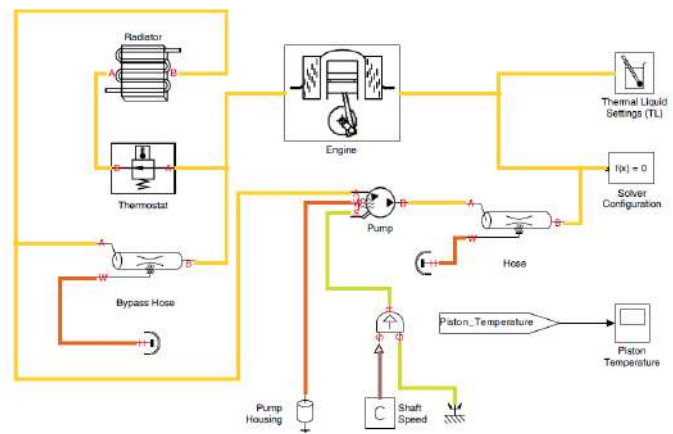 Radiator
A
B
Engine
Thermal Liquid
Settings (TL)
B
A
Thermostat
f(x) = 0
Solver
Configuration
A
W
B
Pump
A
B
W
H
Hose
A
W
B
Bypass Hose
H
Piston_Temperature
Piston
Temperature
S
Pump
Housing
C
Shaft
Speed